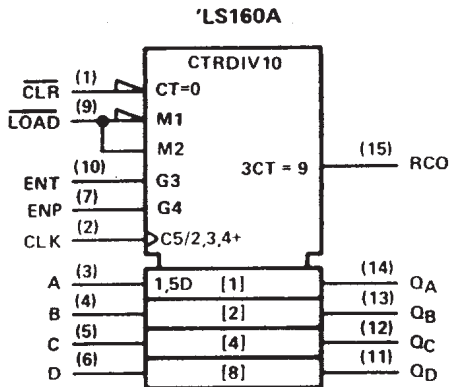 'LS160A
CTRDIV10
CLR (1) CT=0
LOAD (9) M1
M2
ENT (10) G3 3CT = 9 (15) RCO
ENP (7) G4
CLK (2) C5/2,3,4+
A (3) 1,5D [1] (14) QA
B (4) [2] (13) QB
C (5) [4] (12) QC
D (6) [8] (11) QD